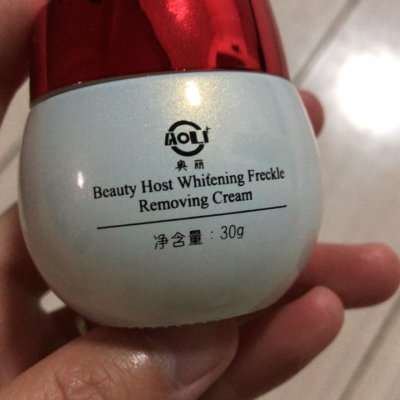 AOLI
奥丽
Beauty Host Whitening Freckle
Removing Cream
净含量：30g